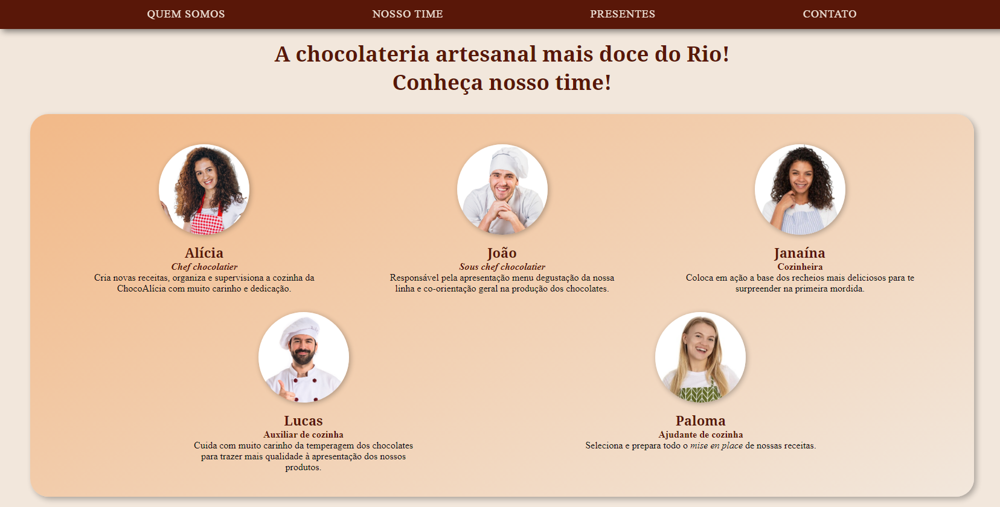 QUEM SOMOS NOSSO TIME PRESENTES CONTATO
A chocolateria artesanal mais doce do Rio!
Conheça nosso time!
Alícia
Chef chocolatier
Cria novas receitas, organiza e supervisiona a cozinha da
ChocoAlícia com muito carinho e dedicação.
João
Sous chef chocolatier
Responsável pela apresentação menu degustação da nossa
linha e co-orientação geral na produção dos chocolates.
Janaína
Cozinheira
Coloca em ação a base dos recheios mais deliciosos para te
surpreender na primeira mordida.
Lucas
Auxiliar de cozinha
Cuida com muito carinho da temperagem dos chocolates
para trazer mais qualidade à apresentação dos nossos
produtos.
Paloma
Ajudante de cozinha
Seleciona e prepara todo o mise en place de nossas receitas.